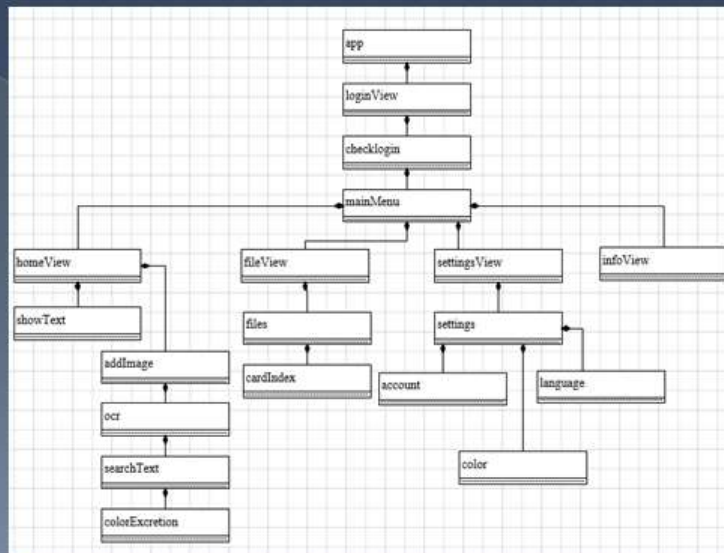 app
loginView
checklogin
mainMenu
homeView
fileView
settingsView
infoView
showText
files
settings
addImage
cardIndex
account
language
ocr
searchText
color
colorExcretion